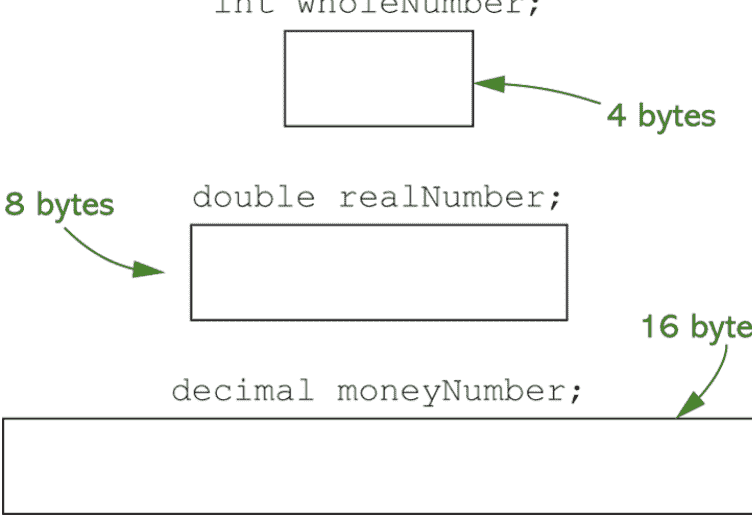 int wholeNumber;
4 bytes
double realNumber;
8 bytes
16 byte
decimal moneyNumber;